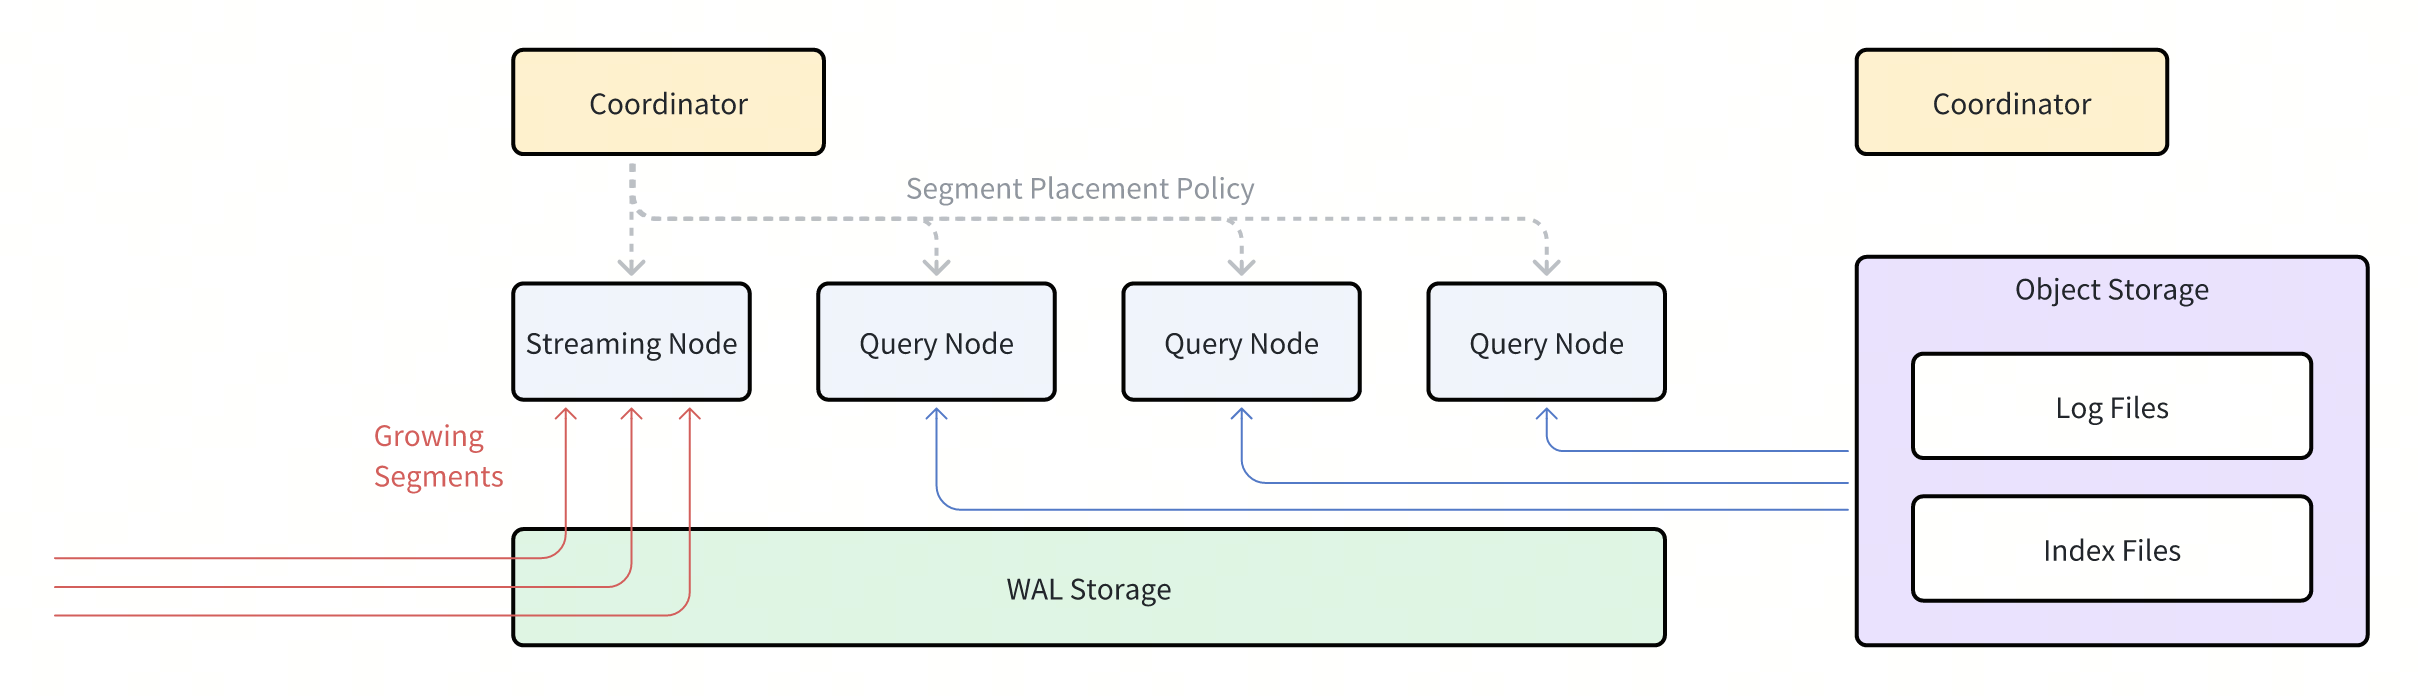 Coordinator
Coordinator
Segment Placement Policy
Object Storage
Streaming Node
Query Node
Query Node
Query Node
Log Files
Growing
Segments
Index Files
WAL Storage